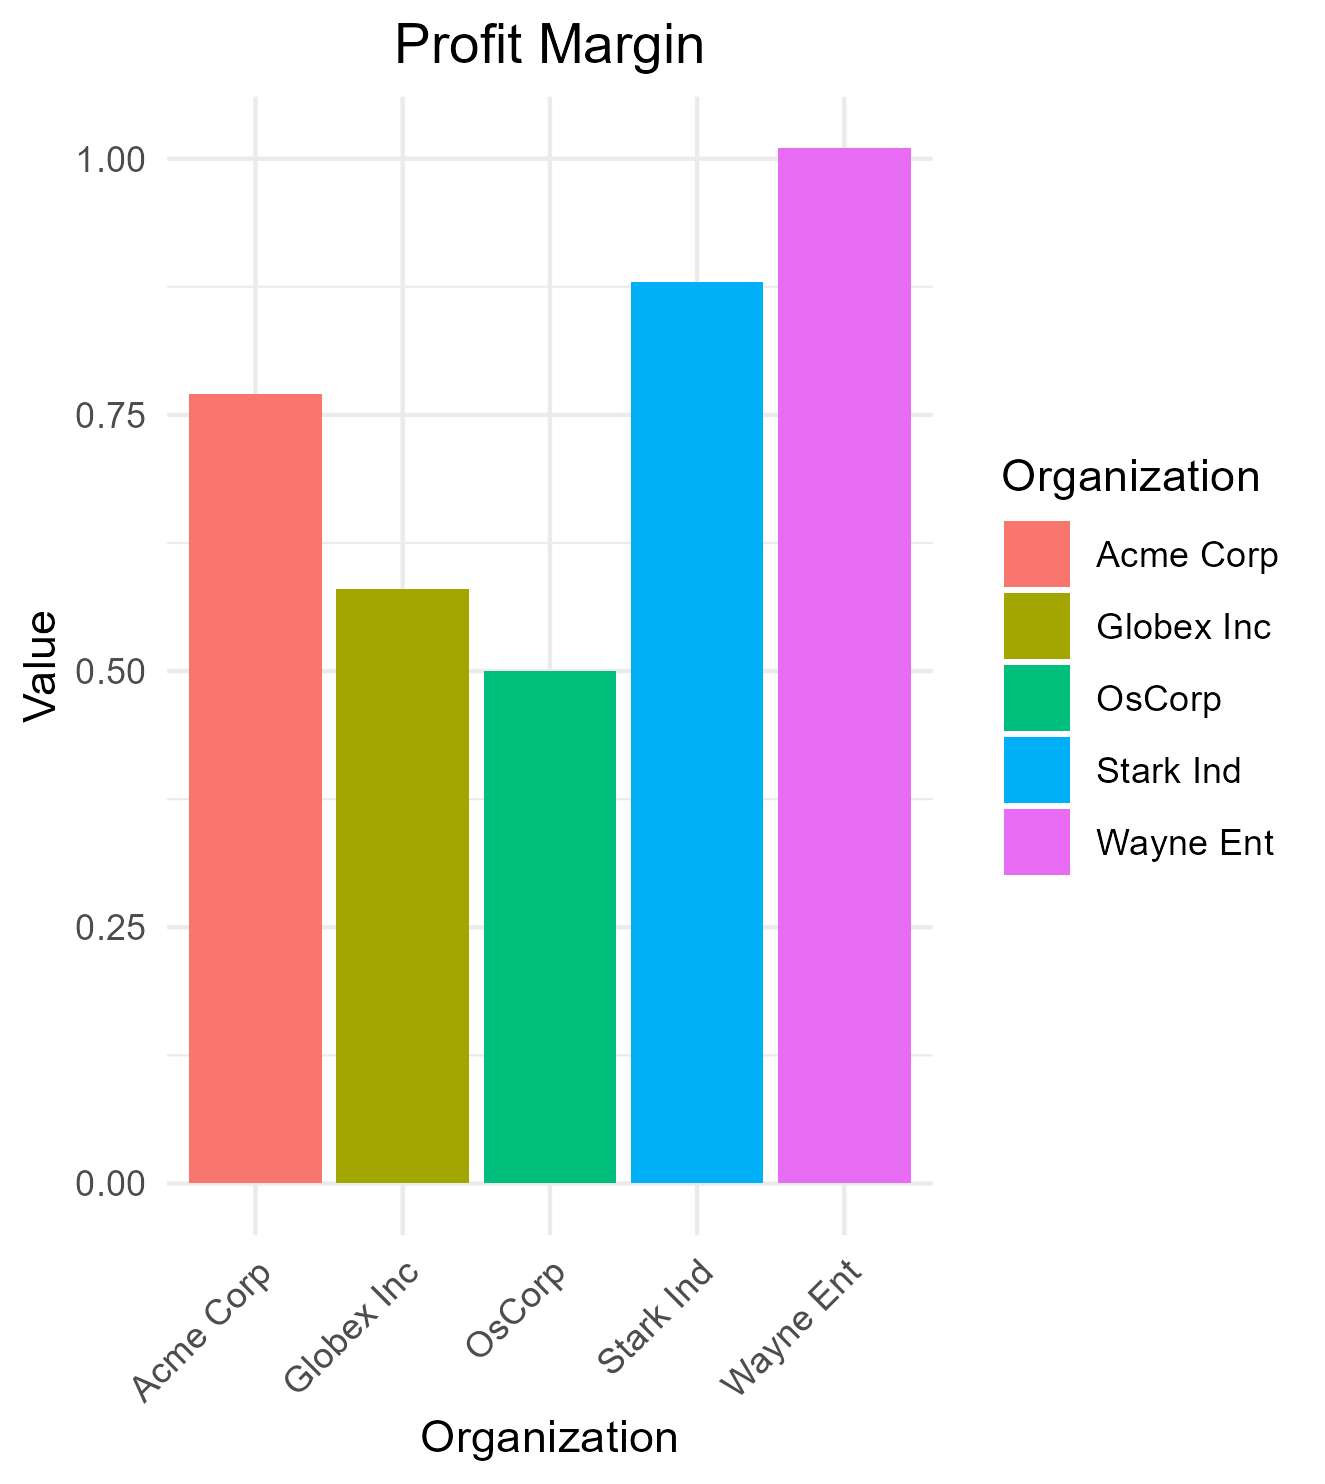 Profit Margin
1.00
0.75
0.50
0.25
0.00
Value
Acme Corp
Globex Inc
OsCorp
Stark Ind
Wayne Ent
Organization
Organization
Acme Corp
Globex Inc
OsCorp
Stark Ind
Wayne Ent